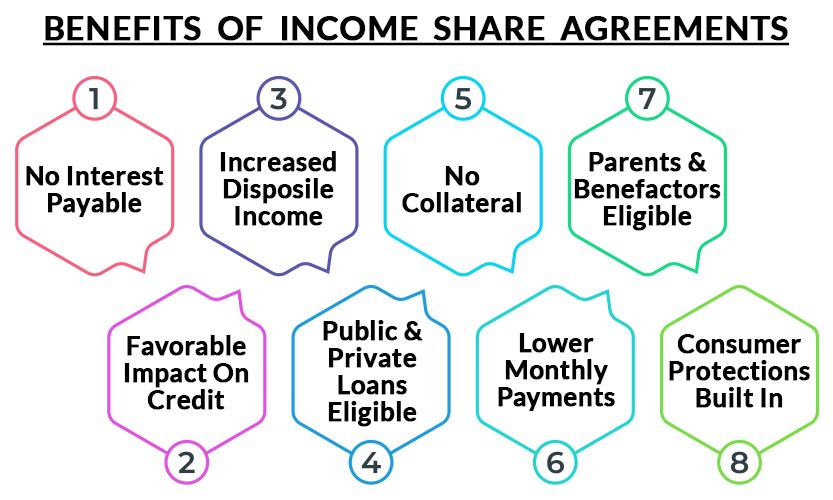 BENEFITS OF INCOME SHARE AGREEMENTS
1
No Interest
Payable
2
Favorable
Impact On
Credit
3
Increased
Disposile
Income
4
Public &
Private
Loans
Eligible
5
No
Collateral
6
Lower
Monthly
Payments
7
Parents &
Benefactors
Eligible
8
Consumer
Protections
Built In